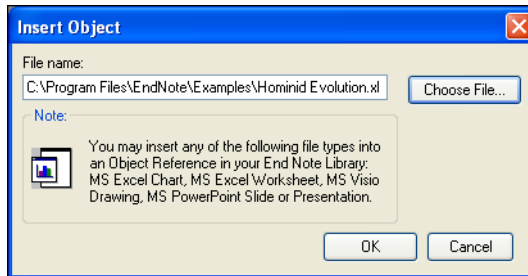 Insert Object
File name:
C:\Program Files\EndNote\Examples\Hominid Evolution.xl
Choose File...
Note:
You may insert any of the following file types into
an Object Reference in your End Note Library:
MS Excel Chart, MS Excel Worksheet, MS Visio
Drawing, MS PowerPoint Slide or Presentation.
OK
Cancel